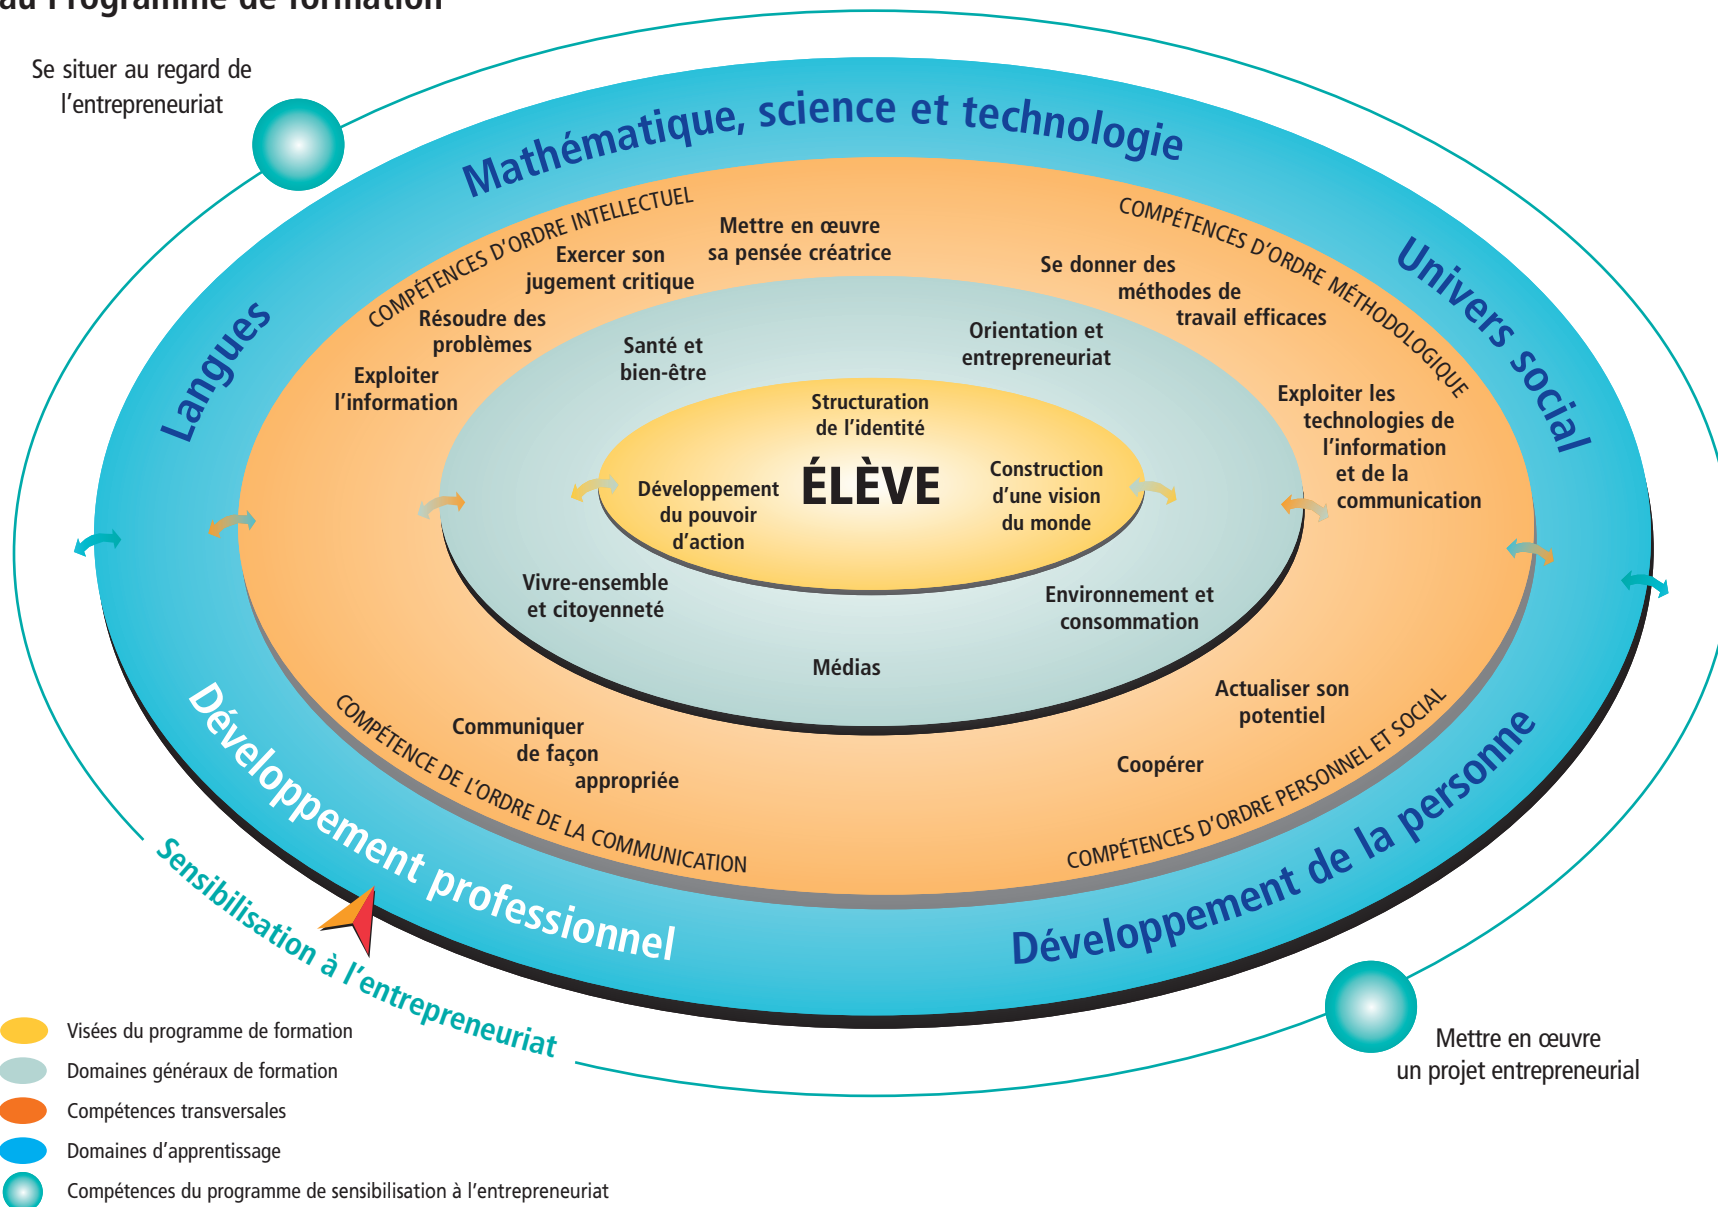 au Programme de formation
Se situer au regard de
l'entrepreneuriat
Mathématique, science et technologie
Langues
Univers social
Développement professionnel
Développement de la personne
COMPÉTENCES D'ORDRE INTELLECTUEL
Mettre en œuvre
sa pensée créatrice
Exercer son
jugement critique
Résoudre des
problèmes
Exploiter
l'information
COMPÉTENCES D'ORDRE MÉTHODOLOGIQUE
Se donner des
méthodes de
travail efficaces
Exploiter les
technologies de
l'information
et de la
communication
Santé et
bien-être
Orientation et
entrepreneuriat
Structuration
de l'identité
ÉLÈVE
Développement
du pouvoir
d'action
Construction
d'une vision
du monde
Vivre-ensemble
et citoyenneté
Environnement et
consommation
Médias
Communiquer
de façon
appropriée
COMPÉTENCE DE L'ORDRE DE LA COMMUNICATION
Actualiser son
potentiel
Coopérer
COMPÉTENCES D'ORDRE PERSONNEL ET SOCIAL
Sensibilisation à l'entrepreneuriat
Mettre en œuvre
un projet entrepreneurial
Visées du programme de formation
Domaines généraux de formation
Compétences transversales
Domaines d'apprentissage
Compétences du programme de sensibilisation à l'entrepreneuriat